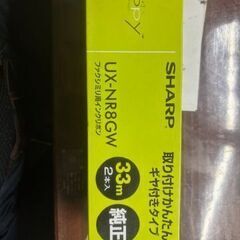 SHARP
取り付けかんたん
ギヤ付きタイプ
UX-NR8GW
ファクシミリ用インクリボン
33m
2本入
純正